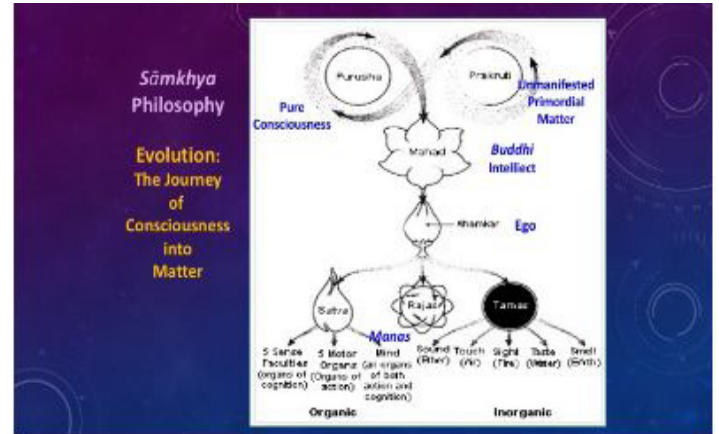 Sāmkhya
Philosophy
Evolution:
The Journey
of
Consciousness
into
Matter
Purusha
Prakruti
Pure
Consciousness
Unmanifested
Primordial
Matter
Mahad
Buddhi
Intelliect
Ahamkar
Ego
Satva
Rajas
Tamas
Manas
5 Sense
Faculties
(organs of
cognition)
5 Motor
Organs
(Organs of
action)
Mind
(an organs
of both
action and
cognition)
Sound
(Ether)
Touch
(Air)
Sight
(Fire)
Taste
(Water)
Smell
(Earth)
Organic
Inorganic